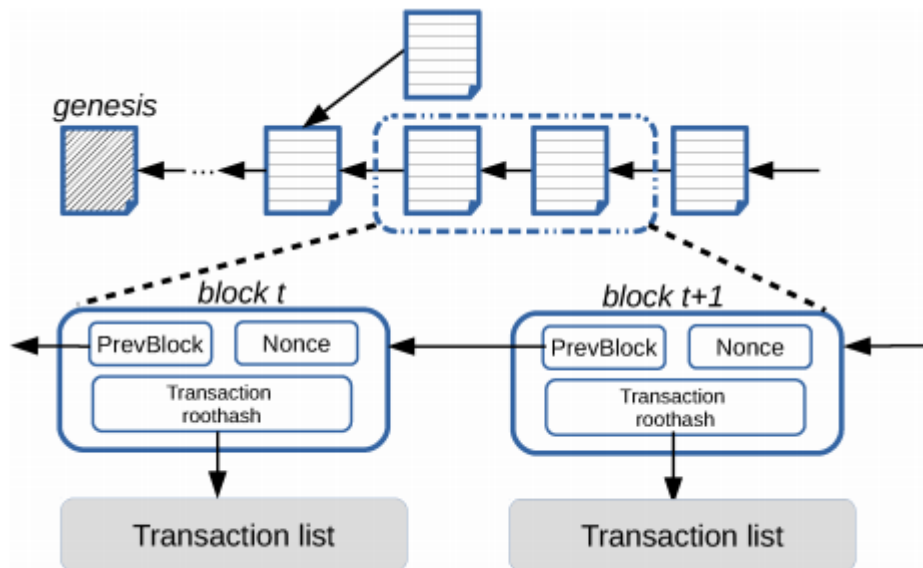 genesis
...
block t
block t+1
PrevBlock
Nonce
PrevBlock
Nonce
Transaction
roothash
Transaction
roothash
Transaction list
Transaction list